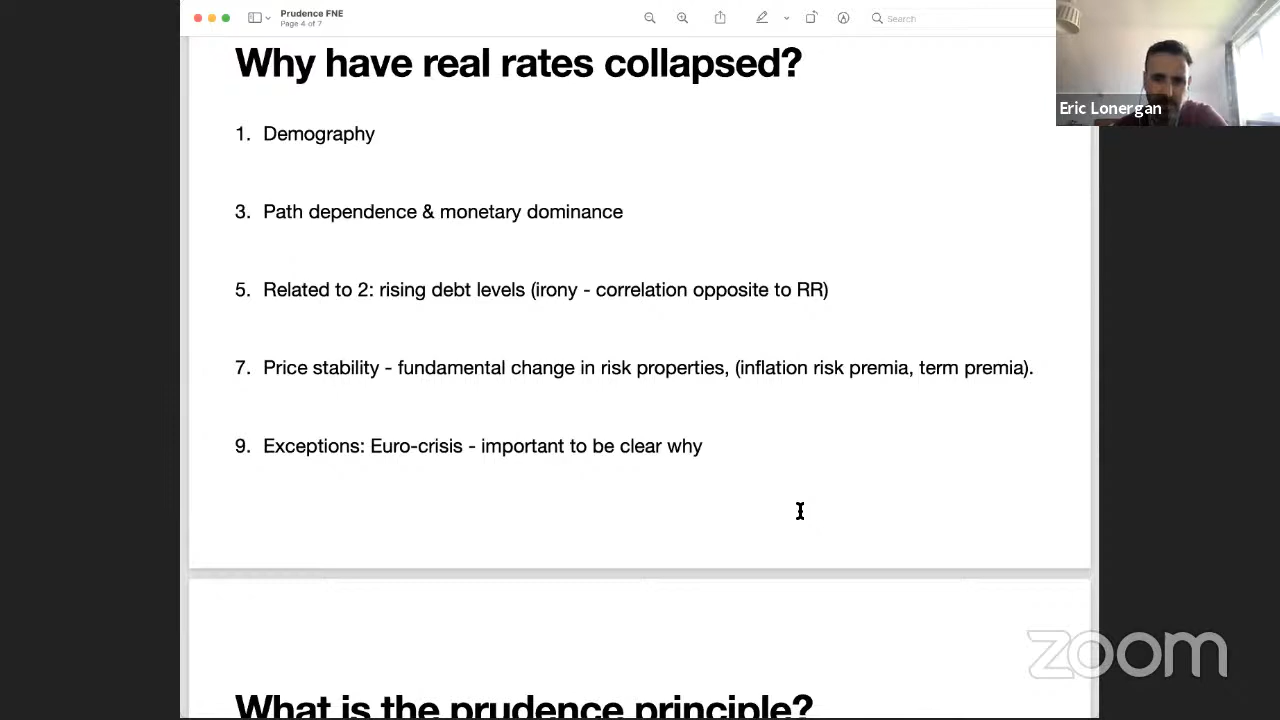 Prudence FNE
Page 4 of 7
Search
Why have real rates collapsed?
Eric Lonergan
1. Demography
3. Path dependence & monetary dominance
5. Related to 2: rising debt levels (irony - correlation opposite to RR)
7. Price stability - fundamental change in risk properties, (inflation risk premia, term premia).
9. Exceptions: Euro-crisis - important to be clear why
zoom
What is the prudence principle?